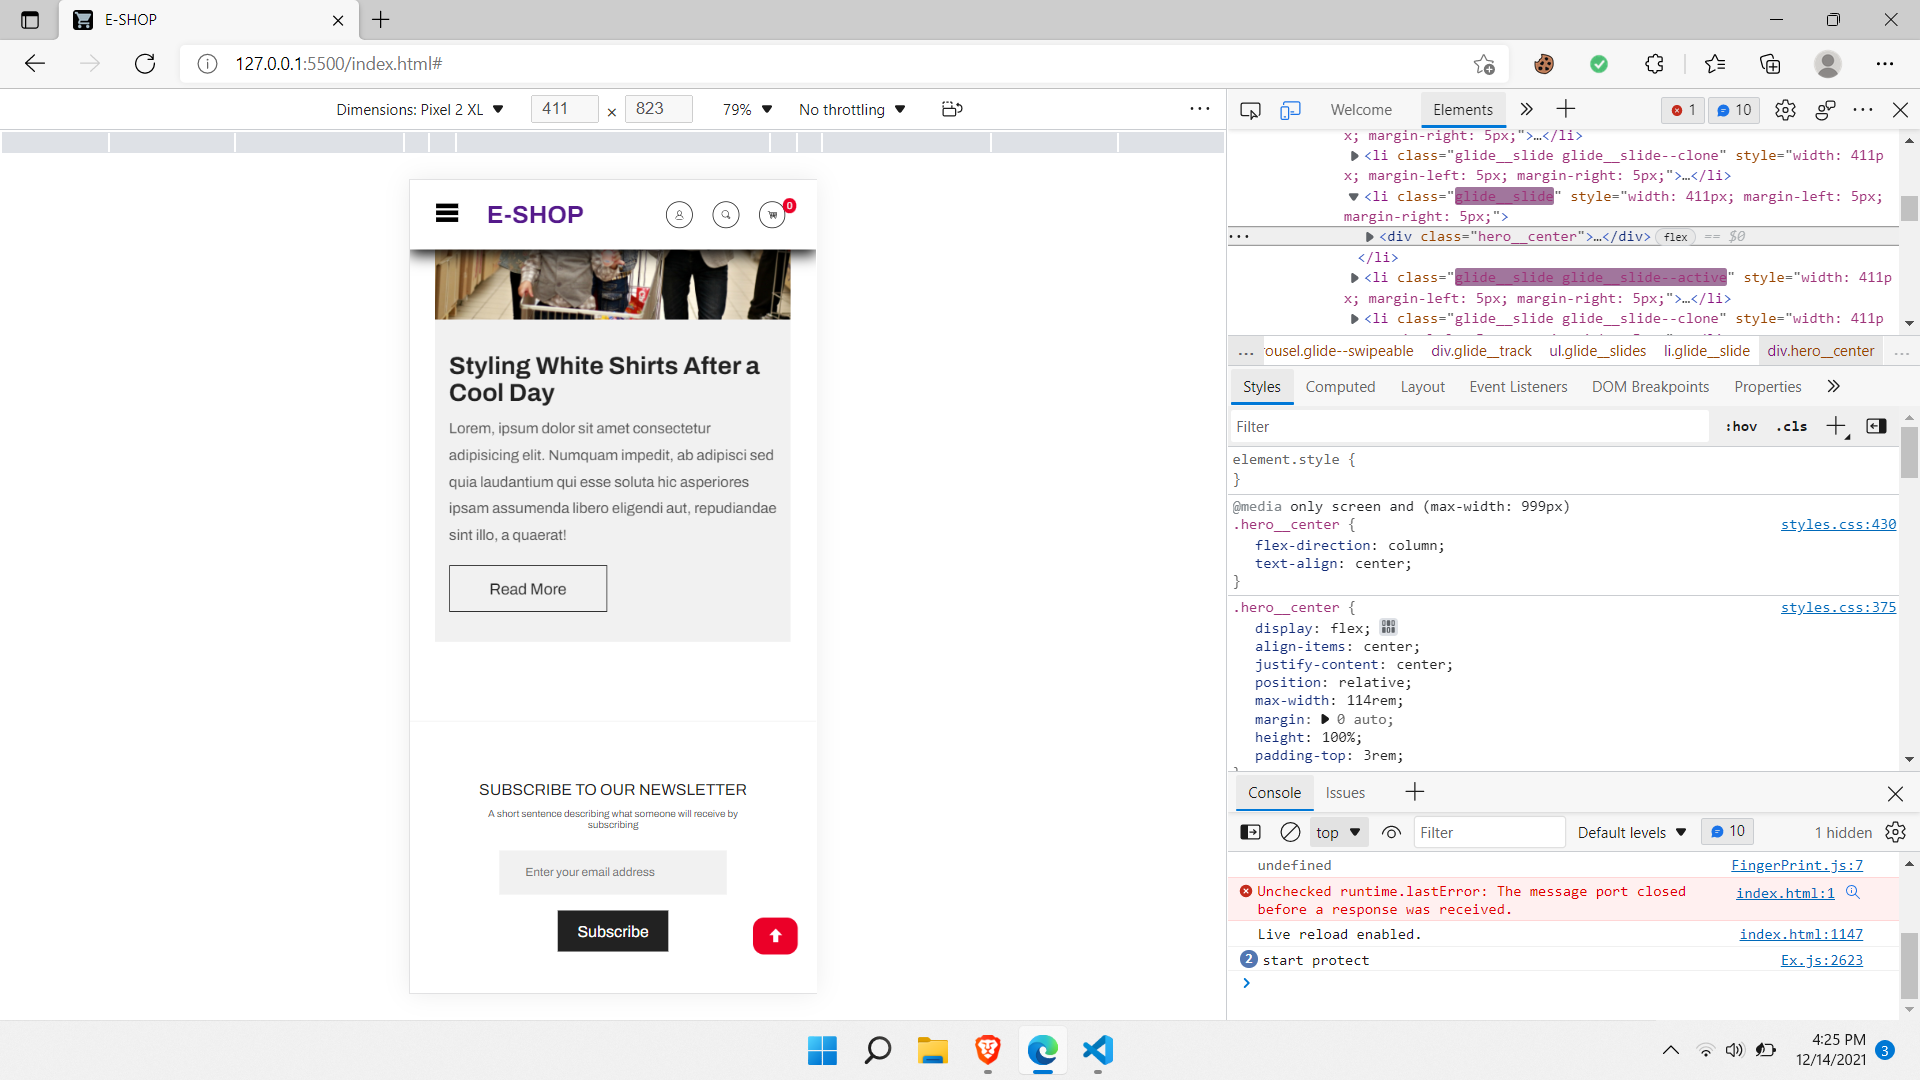 E-SHOP
127.0.0.1:5500/index.html#
Dimensions: Pixel 2 XL
411 × 823
79%
No throttling
E-SHOP
0
Styling White Shirts After a
Cool Day
Lorem, ipsum dolor sit amet consectetur
adipisicing elit. Numquam impedit, ab adipisci sed
quia laudantium qui esse soluta hic asperiores
ipsam assumenda libero eligendi aut, repudiandae
sint illo, a quaerat!
Read More
SUBSCRIBE TO OUR NEWSLETTER
A short sentence describing what someone will receive by
subscribing
Enter your email address
Subscribe
Welcome
Elements
1
10
x; margin-right: 5px;">…</li>
<li class="glide__slide glide__slide--clone" style="width: 411p
x; margin-left: 5px; margin-right: 5px;">…</li>
<li class="glide__slide" style="width: 411px; margin-left: 5px;
margin-right: 5px;">
… <div class="hero__center">…</div> flex == $0
</li>
<li class="glide__slide glide__slide--active" style="width: 411p
x; margin-left: 5px; margin-right: 5px;">…</li>
<li class="glide__slide glide__slide--clone" style="width: 411p
… rousel.glide--swipeable div.glide__track ul.glide__slides li.glide__slide div.hero__center …
Styles Computed Layout Event Listeners DOM Breakpoints Properties
Filter
:hov .cls
element.style {
}
@media only screen and (max-width: 999px)
.hero__center { styles.css:430
flex-direction: column;
text-align: center;
}
.hero__center { styles.css:375
display: flex;
align-items: center;
justify-content: center;
position: relative;
max-width: 114rem;
margin: 0 auto;
height: 100%;
padding-top: 3rem;
}
Console Issues
top
Filter
Default levels
10
1 hidden
undefined FingerPrint.js:7
Unchecked runtime.lastError: The message port closed index.html:1
before a response was received.
Live reload enabled. index.html:1147
2 start protect Ex.js:2623
4:25 PM
12/14/2021
3